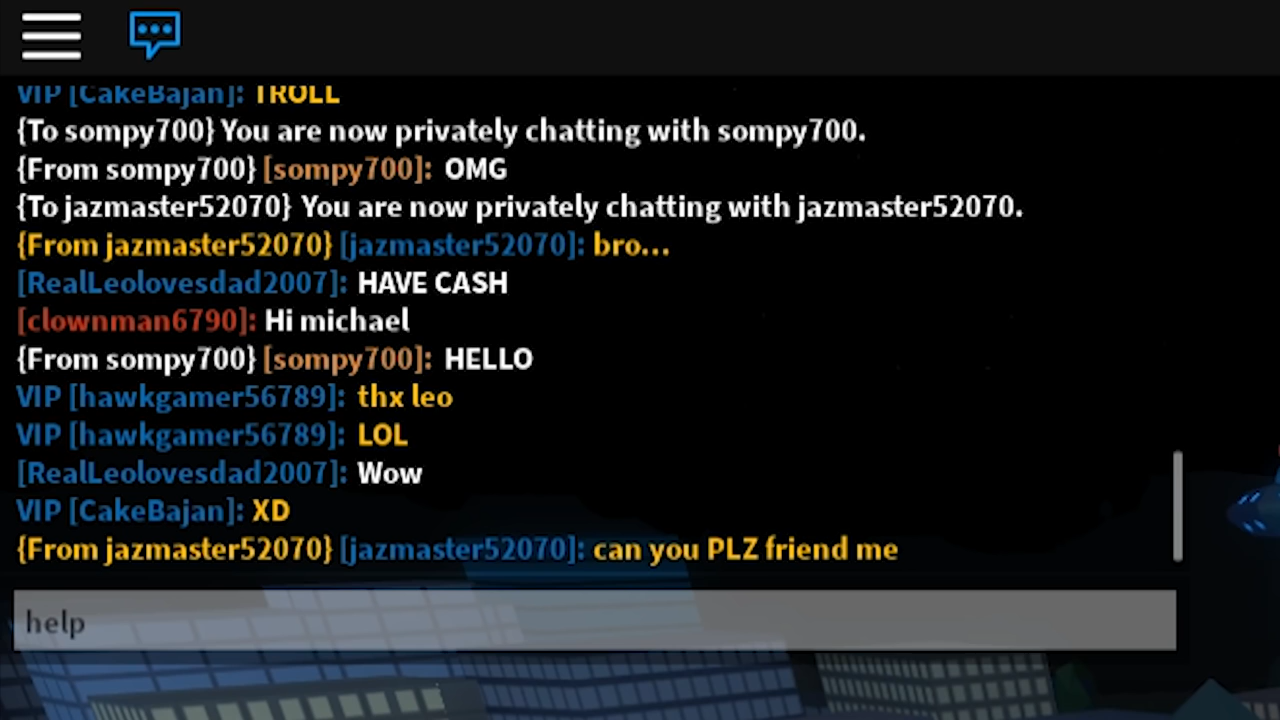 VIP [CakeBajan]: TROLL
{To sompy700} You are now privately chatting with sompy700.
{From sompy700} [sompy700]: OMG
{To jazmaster52070} You are now privately chatting with jazmaster52070.
{From jazmaster52070} [jazmaster52070]: bro...
[RealLeolovesdad2007]: HAVE CASH
[clownman6790]: Hi michael
{From sompy700} [sompy700]: HELLO
VIP [hawkgamer56789]: thx leo
VIP [hawkgamer56789]: LOL
[RealLeolovesdad2007]: Wow
VIP [CakeBajan]: XD
{From jazmaster52070} [jazmaster52070]: can you PLZ friend me
help